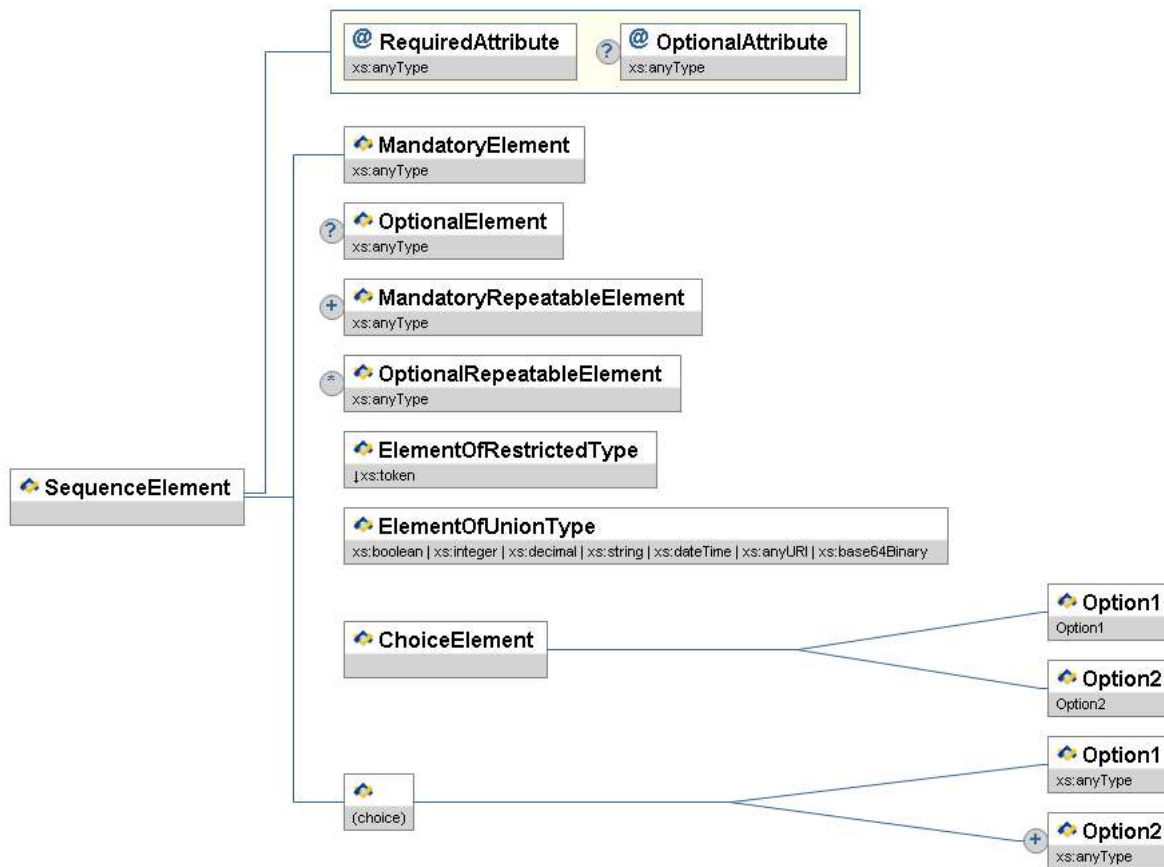 @ RequiredAttribute
xs:anyType
? @ OptionalAttribute
xs:anyType
MandatoryElement
xs:anyType
? OptionalElement
xs:anyType
+ MandatoryRepeatableElement
xs:anyType
* OptionalRepeatableElement
xs:anyType
ElementOfRestrictedType
↓xs:token
SequenceElement
ElementOfUnionType
xs:boolean | xs:integer | xs:decimal | xs:string | xs:dateTime | xs:anyURI | xs:base64Binary
ChoiceElement
Option1
Option1
Option2
Option2
(choice)
Option1
xs:anyType
+ Option2
xs:anyType